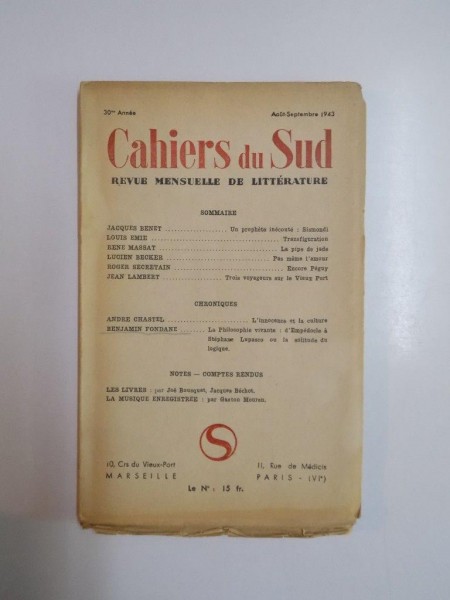 30me Année Août-Septembre 1943
Cahiers du Sud
REVUE MENSUELLE DE LITTÉRATURE
SOMMAIRE
JACQUES BENET .................. Un prophète inécouté : Sismondi
LOUIS EMIE .................. Transfiguration
RENE MASSAT .................. La pipe de jade
LUCIEN BECKER .................. Pas même l'amour
ROGER SECRETAIN .................. Encore Péguy
JEAN LAMBERT .................. Trois voyageurs sur le Vieux Port
CHRONIQUES
ANDRE CHASTEL .................. L'innocence et la culture
BENJAMIN FONDANE ........ La Philosophie vivante : d'Empédocle à
Stéphane Lupasco ou la solitude du
logique.
NOTES — COMPTES RENDUS
LES LIVRES : par Joë Bousquet, Jacques Béchet.
LA MUSIQUE ENREGISTRÉE : par Gaston Mouren.
S
10, Crs du Vieux-Port 11, Rue de Médicis
MARSEILLE PARIS - (VIe)
Le No : 15 fr.